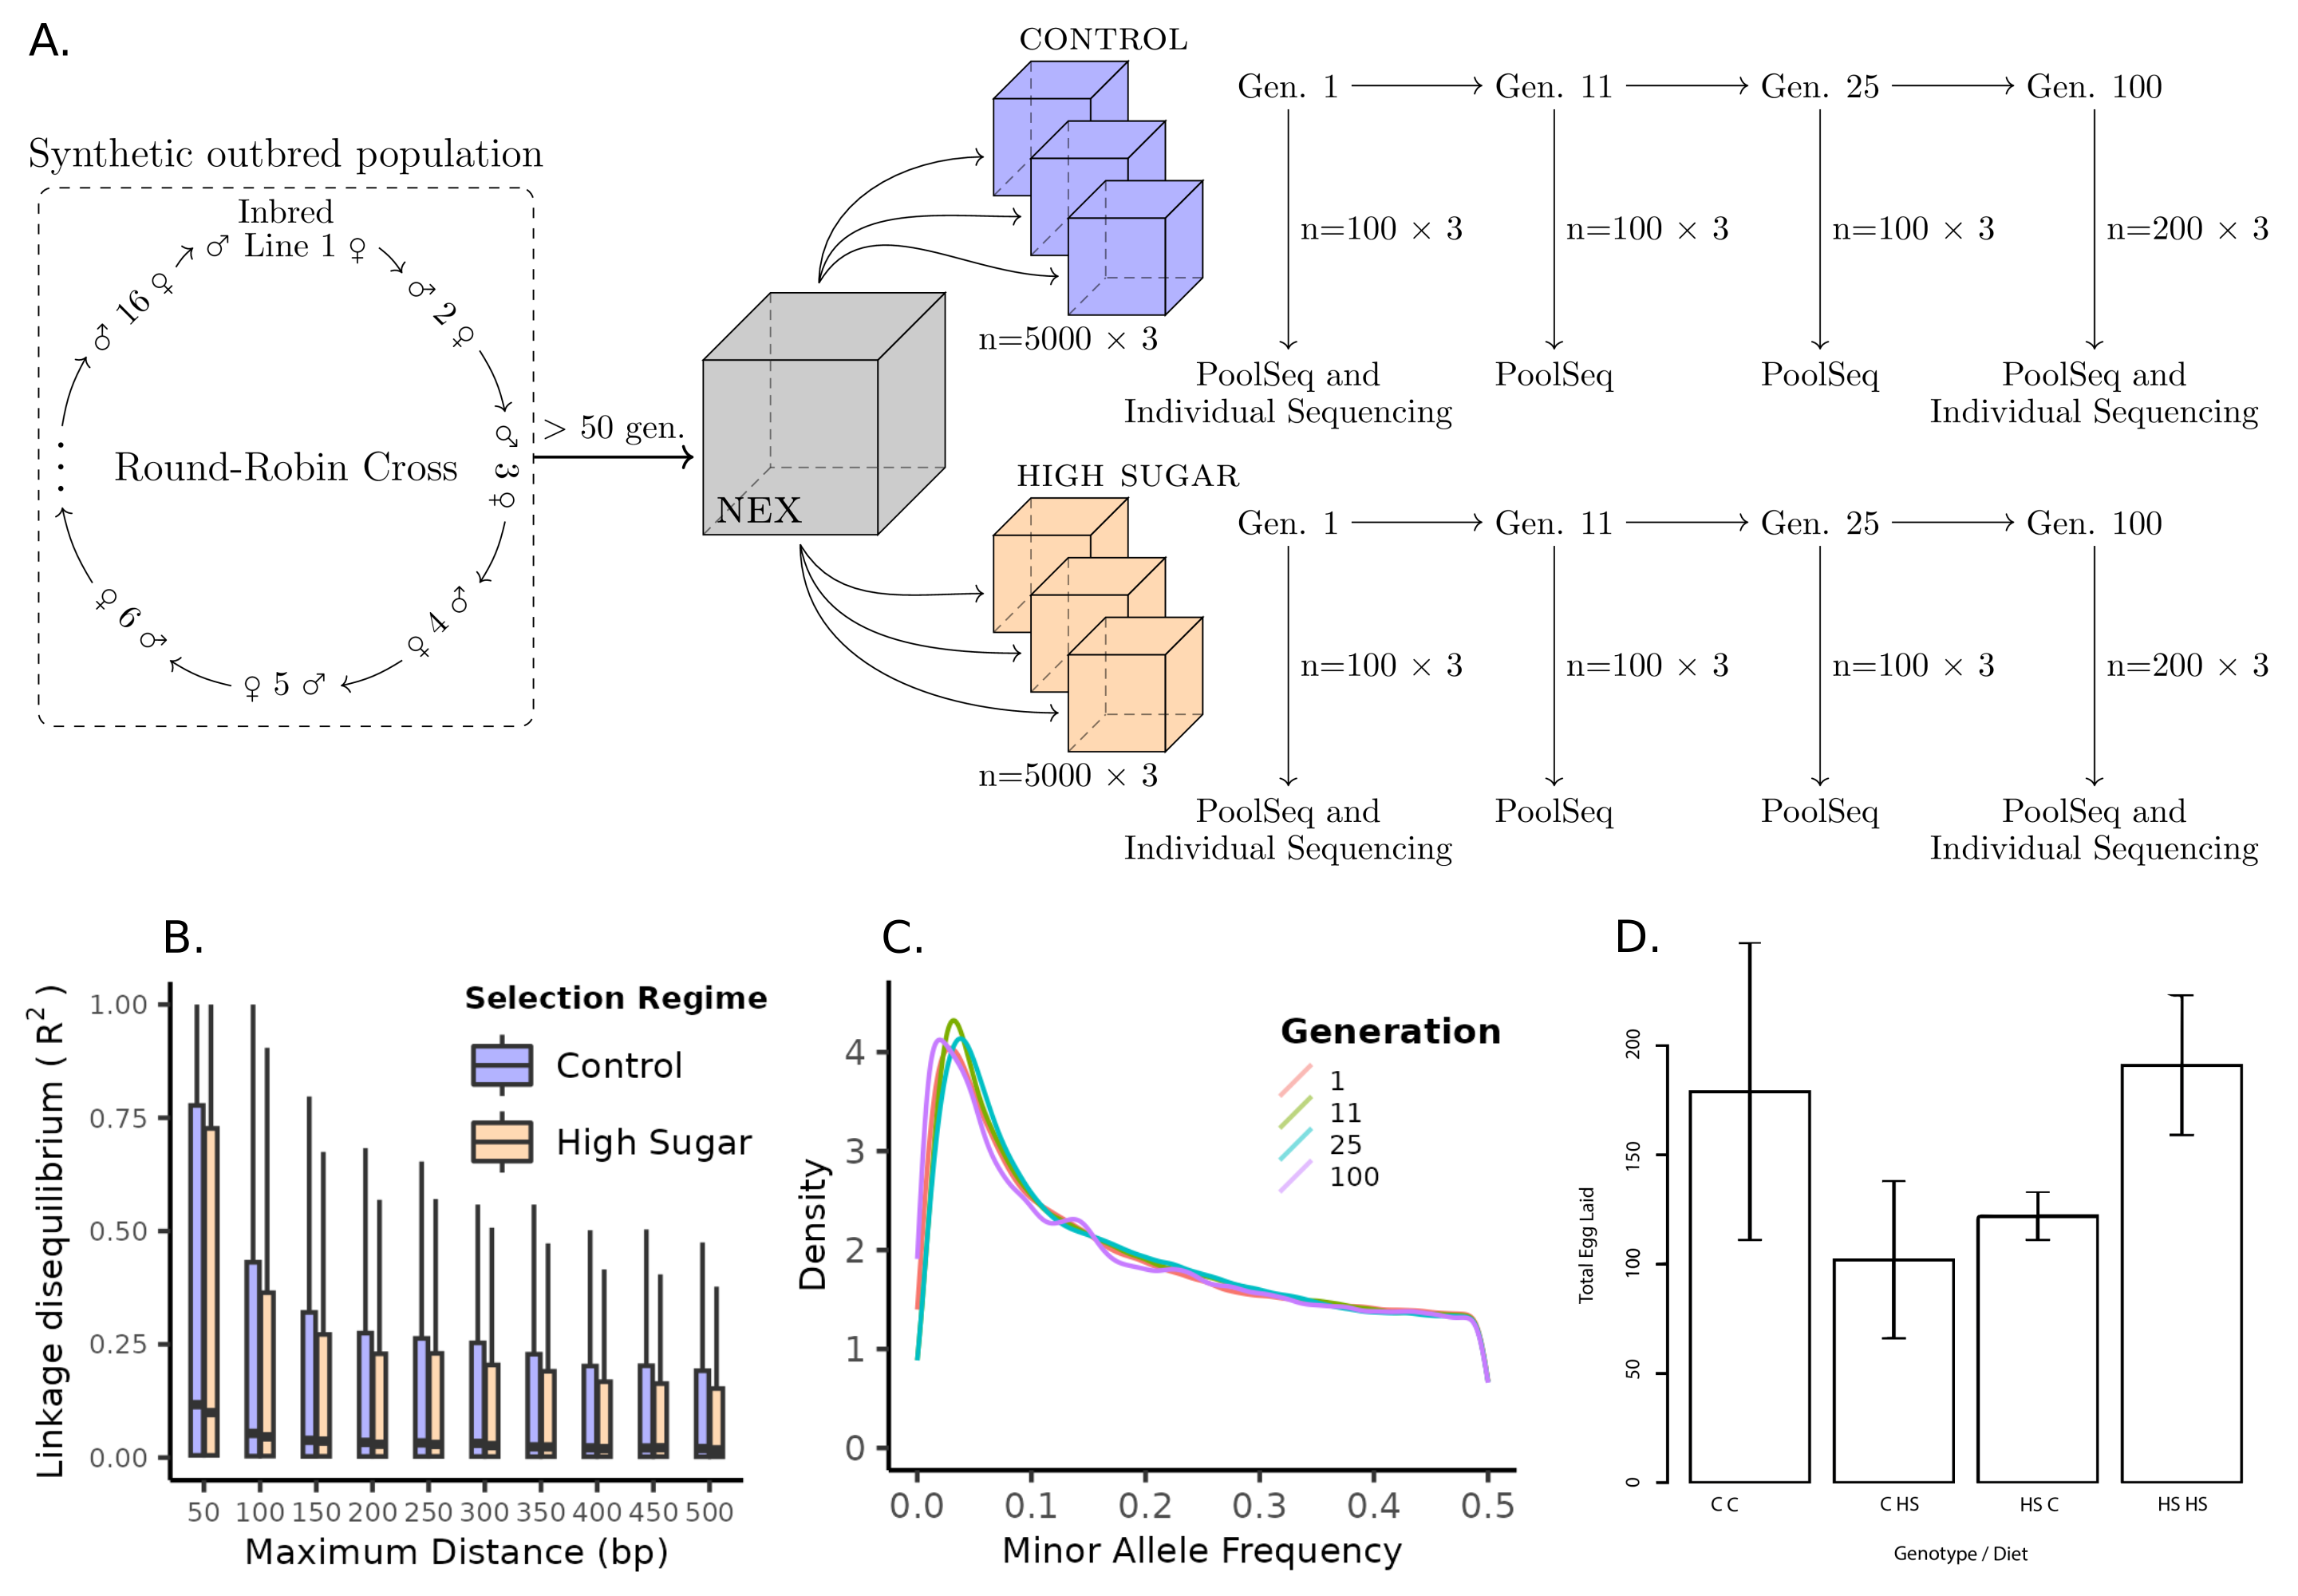 A.
Synthetic outbred population
Inbred
♂ Line 1 ♀
♂ 2 ♀
♂ 3 ♀
♂ 4 ♀
♂ 5 ♀
♂ 6 ♀
...
♂ 16 ♀
Round-Robin Cross
> 50 gen.
NEX
CONTROL
n=5000 × 3
Gen. 1
Gen. 11
Gen. 25
Gen. 100
n=100 × 3
n=100 × 3
n=100 × 3
n=200 × 3
PoolSeq and
Individual Sequencing
PoolSeq
PoolSeq
PoolSeq and
Individual Sequencing
HIGH SUGAR
n=5000 × 3
Gen. 1
Gen. 11
Gen. 25
Gen. 100
n=100 × 3
n=100 × 3
n=100 × 3
n=200 × 3
PoolSeq and
Individual Sequencing
PoolSeq
PoolSeq
PoolSeq and
Individual Sequencing
B.
Linkage disequilibrium ( R² )
1.00
0.75
0.50
0.25
0.00
Selection Regime
Control
High Sugar
50 100 150 200 250 300 350 400 450 500
Maximum Distance (bp)
C.
Density
4
3
2
1
0
Generation
1
11
25
100
0.0 0.1 0.2 0.3 0.4 0.5
Minor Allele Frequency
D.
Total Egg Laid
200
150
100
50
0
C C
C HS
HS C
HS HS
Genotype / Diet